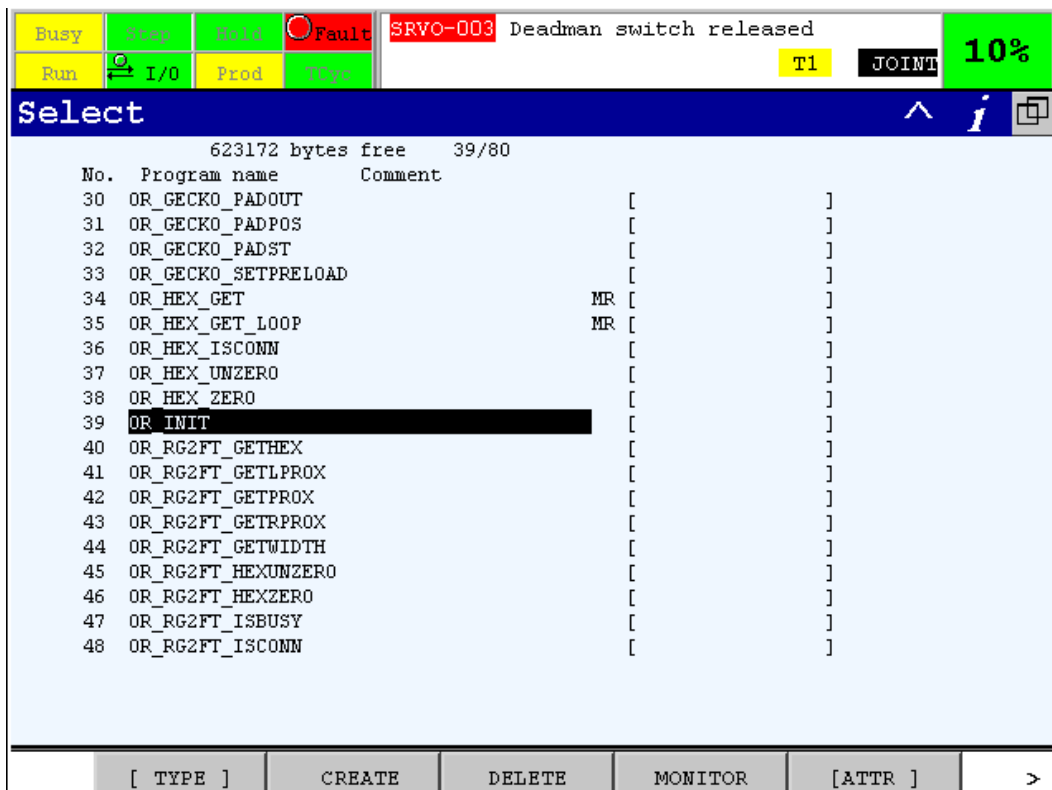 Busy Step Hold Fault SRVO-003 Deadman switch released
Run I/O Prod TCyc T1 JOINT 10%
Select i
623172 bytes free 39/80
No. Program name Comment
30 OR_GECKO_PADOUT [ ]
31 OR_GECKO_PADPOS [ ]
32 OR_GECKO_PADST [ ]
33 OR_GECKO_SETPRELOAD [ ]
34 OR_HEX_GET MR [ ]
35 OR_HEX_GET_LOOP MR [ ]
36 OR_HEX_ISCONN [ ]
37 OR_HEX_UNZERO [ ]
38 OR_HEX_ZERO [ ]
39 OR_INIT [ ]
40 OR_RG2FT_GETHEX [ ]
41 OR_RG2FT_GETLPROX [ ]
42 OR_RG2FT_GETPROX [ ]
43 OR_RG2FT_GETRPROX [ ]
44 OR_RG2FT_GETWIDTH [ ]
45 OR_RG2FT_HEXUNZERO [ ]
46 OR_RG2FT_HEXZERO [ ]
47 OR_RG2FT_ISBUSY [ ]
48 OR_RG2FT_ISCONN [ ]
[ TYPE ] CREATE DELETE MONITOR [ATTR ] >